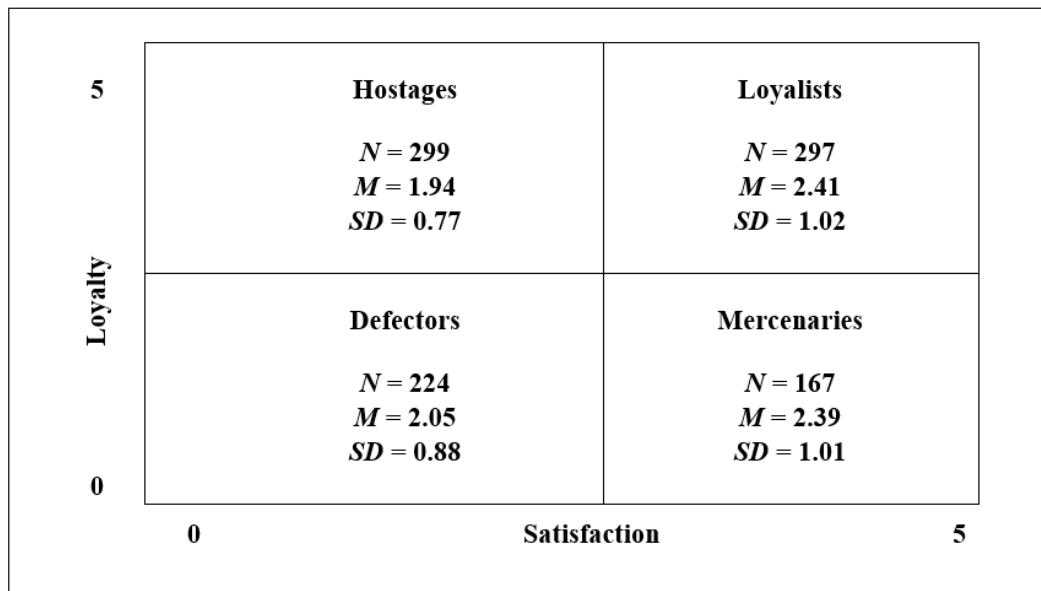 5
Hostages
N = 299
M = 1.94
SD = 0.77
Loyalists
N = 297
M = 2.41
SD = 1.02
Loyalty
Defectors
N = 224
M = 2.05
SD = 0.88
Mercenaries
N = 167
M = 2.39
SD = 1.01
0
0
Satisfaction
5